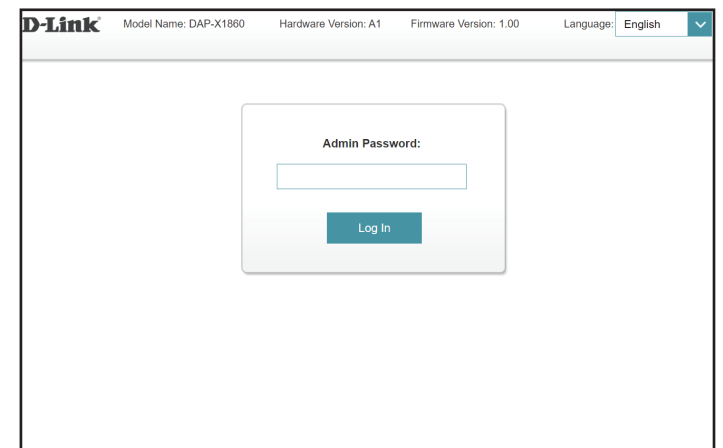 D-Link Model Name: DAP-X1860 Hardware Version: A1 Firmware Version: 1.00 Language: English
Admin Password:
Log In